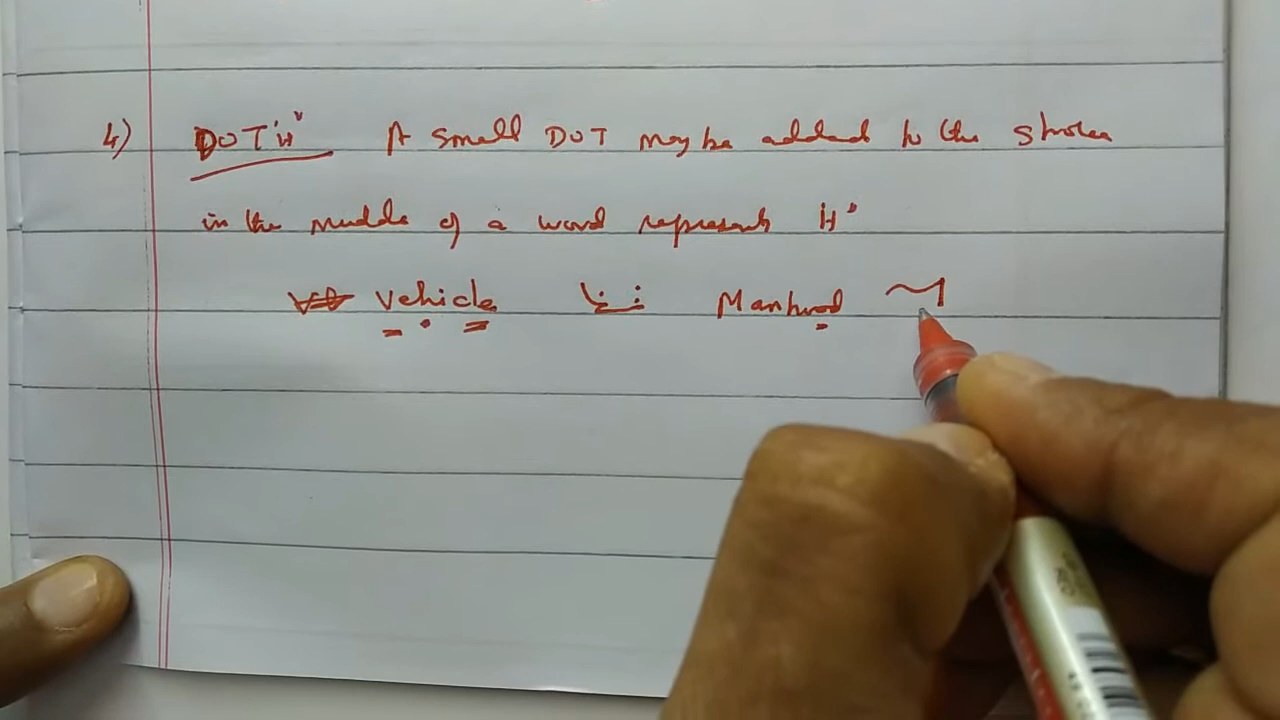 4) DOT 'H' A small DOT may be added to the strokes
in the middle of a word represents 'H'
Vehicle Manhood